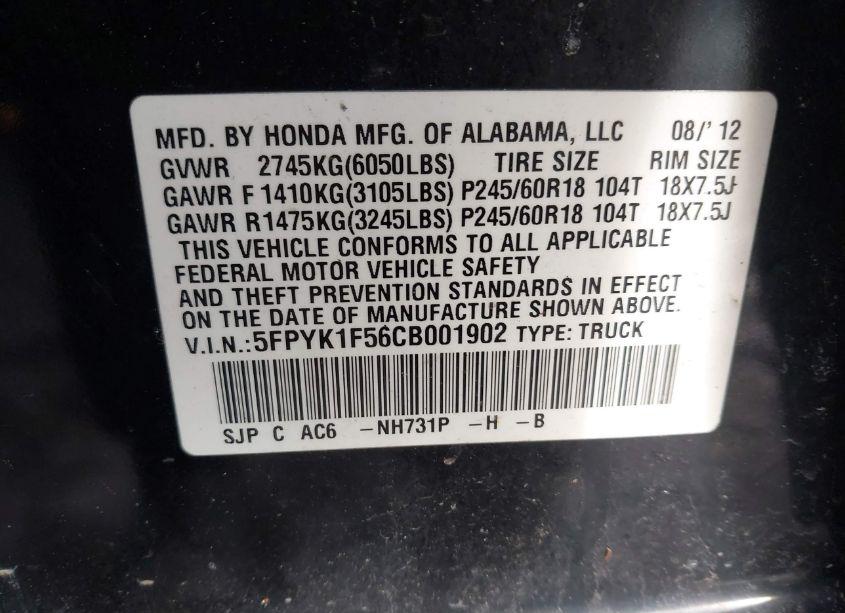 MFD. BY HONDA MFG. OF ALABAMA, LLC 08/'12
GVWR 2745KG(6050LBS) TIRE SIZE RIM SIZE
GAWR F 1410KG(3105LBS) P245/60R18 104T 18X7.5J
GAWR R1475KG(3245LBS) P245/60R18 104T 18X7.5J
THIS VEHICLE CONFORMS TO ALL APPLICABLE
FEDERAL MOTOR VEHICLE SAFETY
AND THEFT PREVENTION STANDARDS IN EFFECT
ON THE DATE OF MANUFACTURE SHOWN ABOVE.
V.I.N.:5FPYK1F56CB001902 TYPE: TRUCK
SJP C AC6 -NH731P -H -B